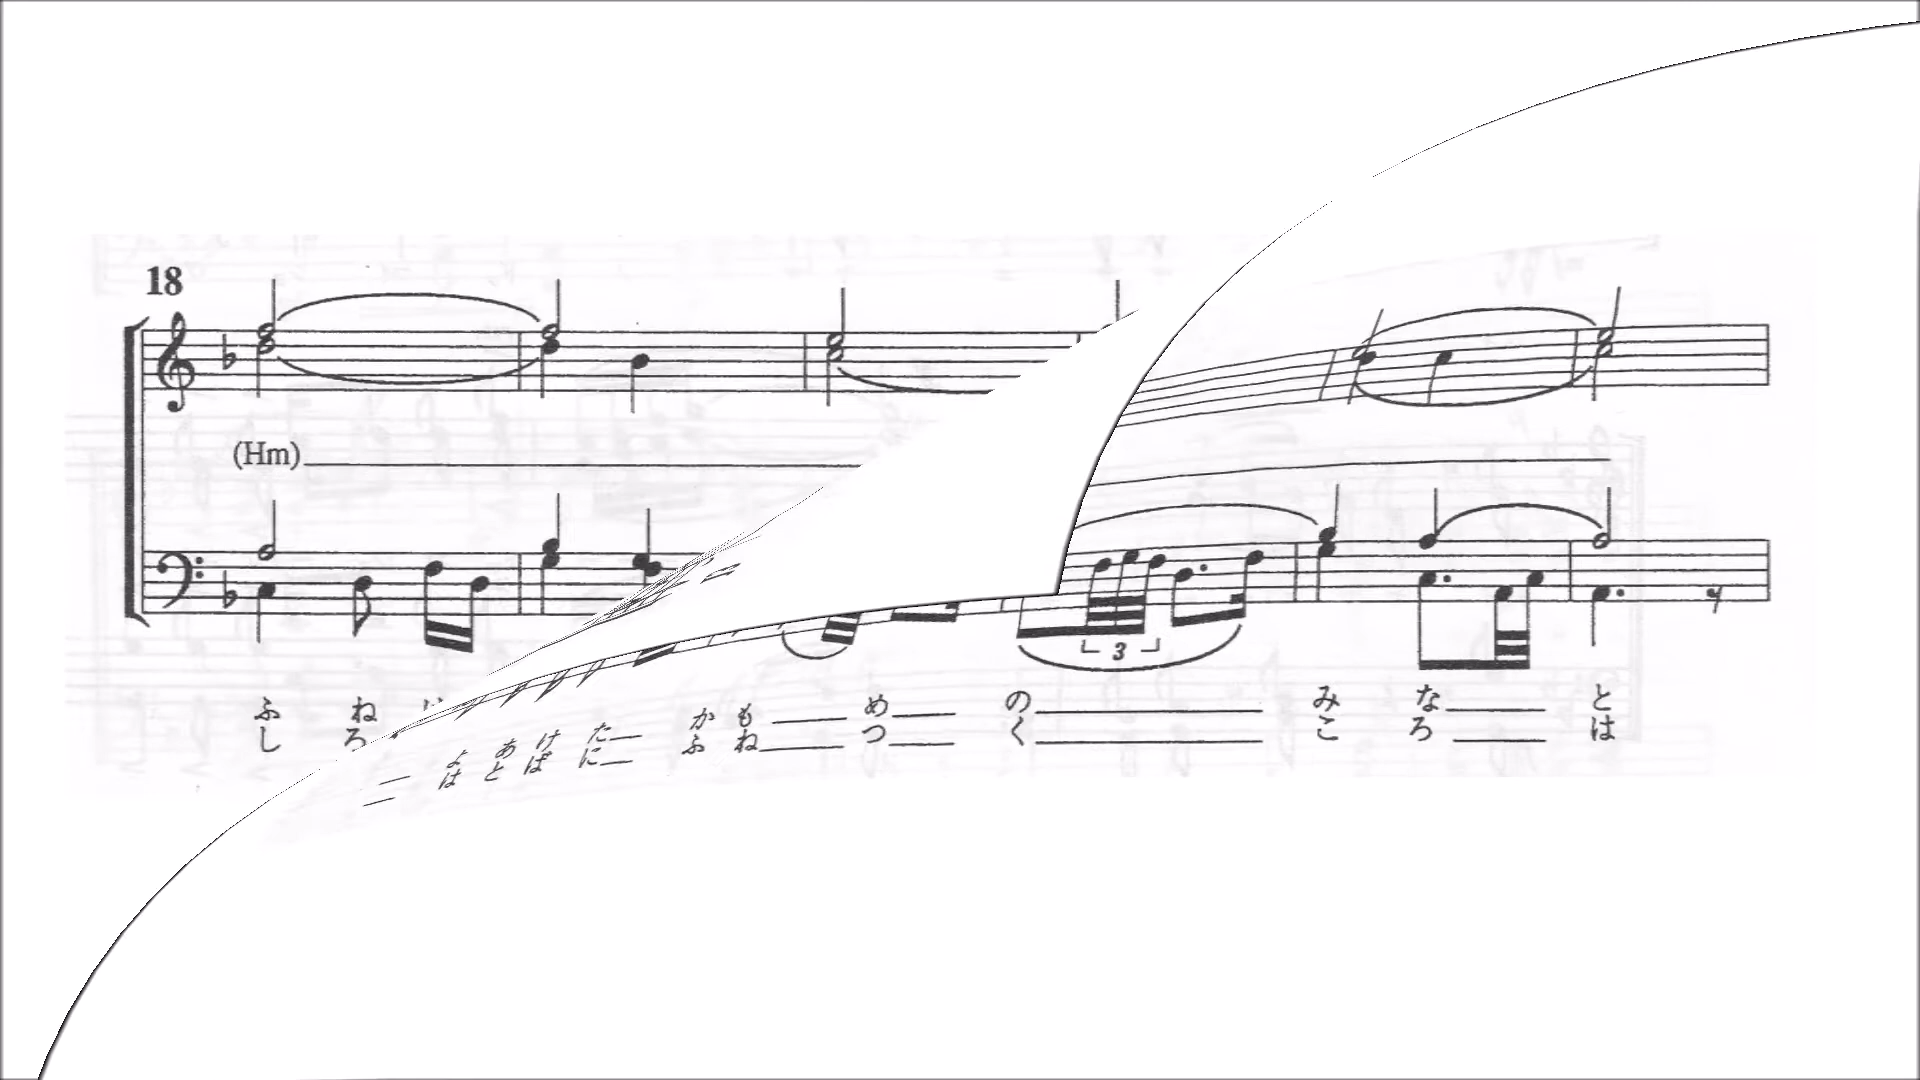 18
(Hm)
3
ふ ね
し ろ
よ あ け た かも め の み な と
は と ば に ふね つ く こ ろ は